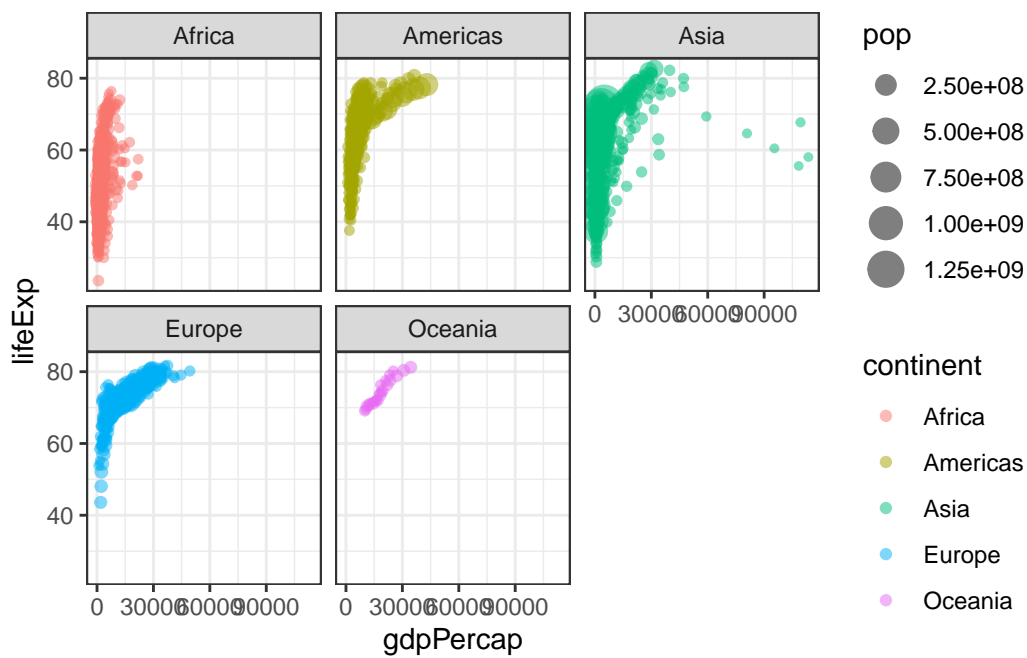 Africa
Americas
Asia
80
60
40
0 30000 60000 90000
Europe
Oceania
80
60
40
0 30000 60000 90000
0 30000 60000 90000
lifeExp
gdpPercap
pop
2.50e+08
5.00e+08
7.50e+08
1.00e+09
1.25e+09
continent
Africa
Americas
Asia
Europe
Oceania